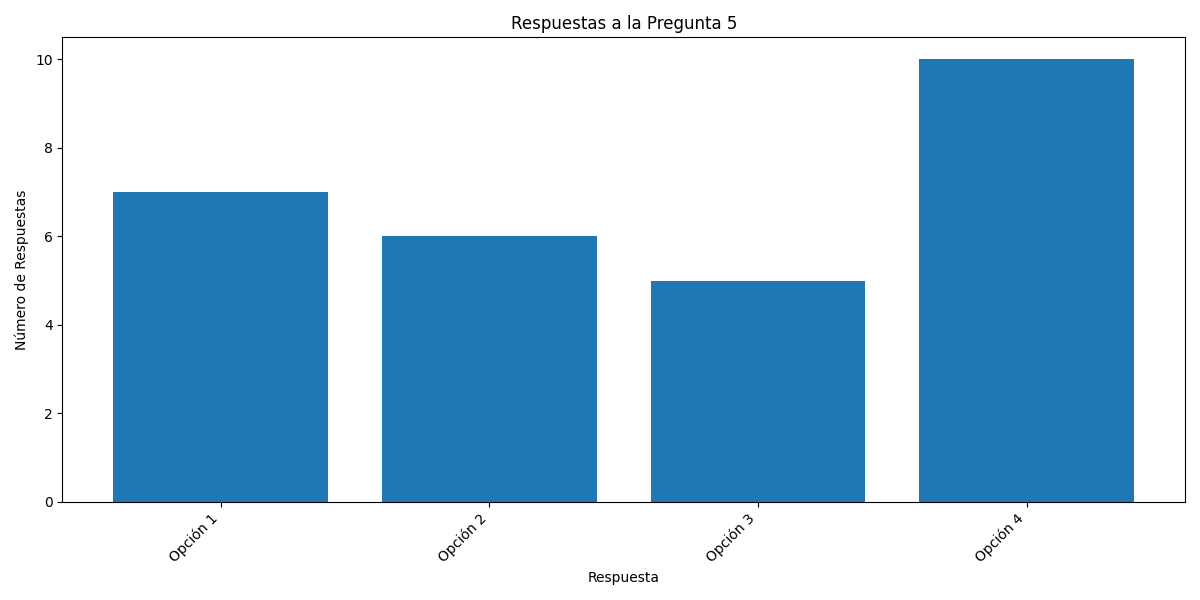 Respuestas a la Pregunta 5
Número de Respuestas
10
8
6
4
2
0
Opción 1
Opción 2
Opción 3
Opción 4
Respuesta